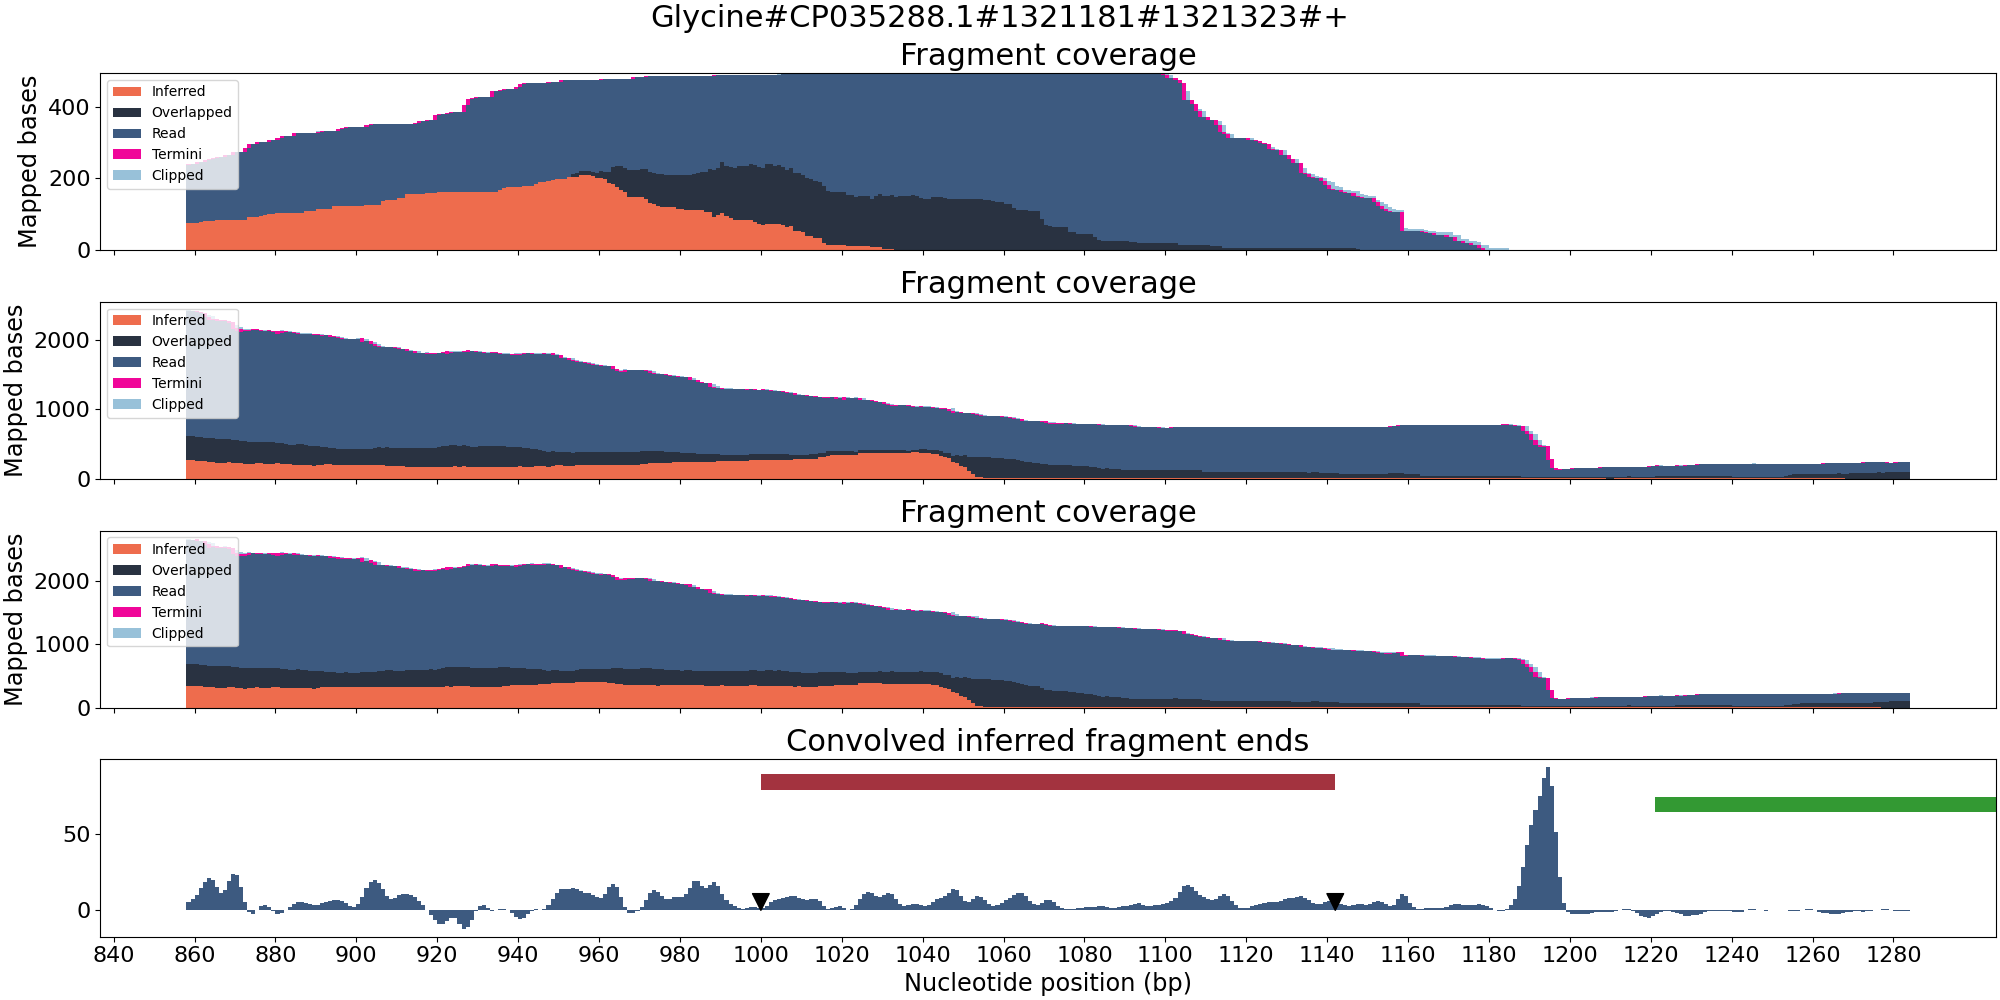 Glycine#CP035288.1#1321181#1321323#+
Fragment coverage
Mapped bases
400
200
0
Inferred
Overlapped
Read
Termini
Clipped
Fragment coverage
Mapped bases
2000
1000
0
Inferred
Overlapped
Read
Termini
Clipped
Fragment coverage
Mapped bases
2000
1000
0
Inferred
Overlapped
Read
Termini
Clipped
Convolved inferred fragment ends
50
0
840 860 880 900 920 940 960 980 1000 1020 1040 1060 1080 1100 1120 1140 1160 1180 1200 1220 1240 1260 1280
Nucleotide position (bp)